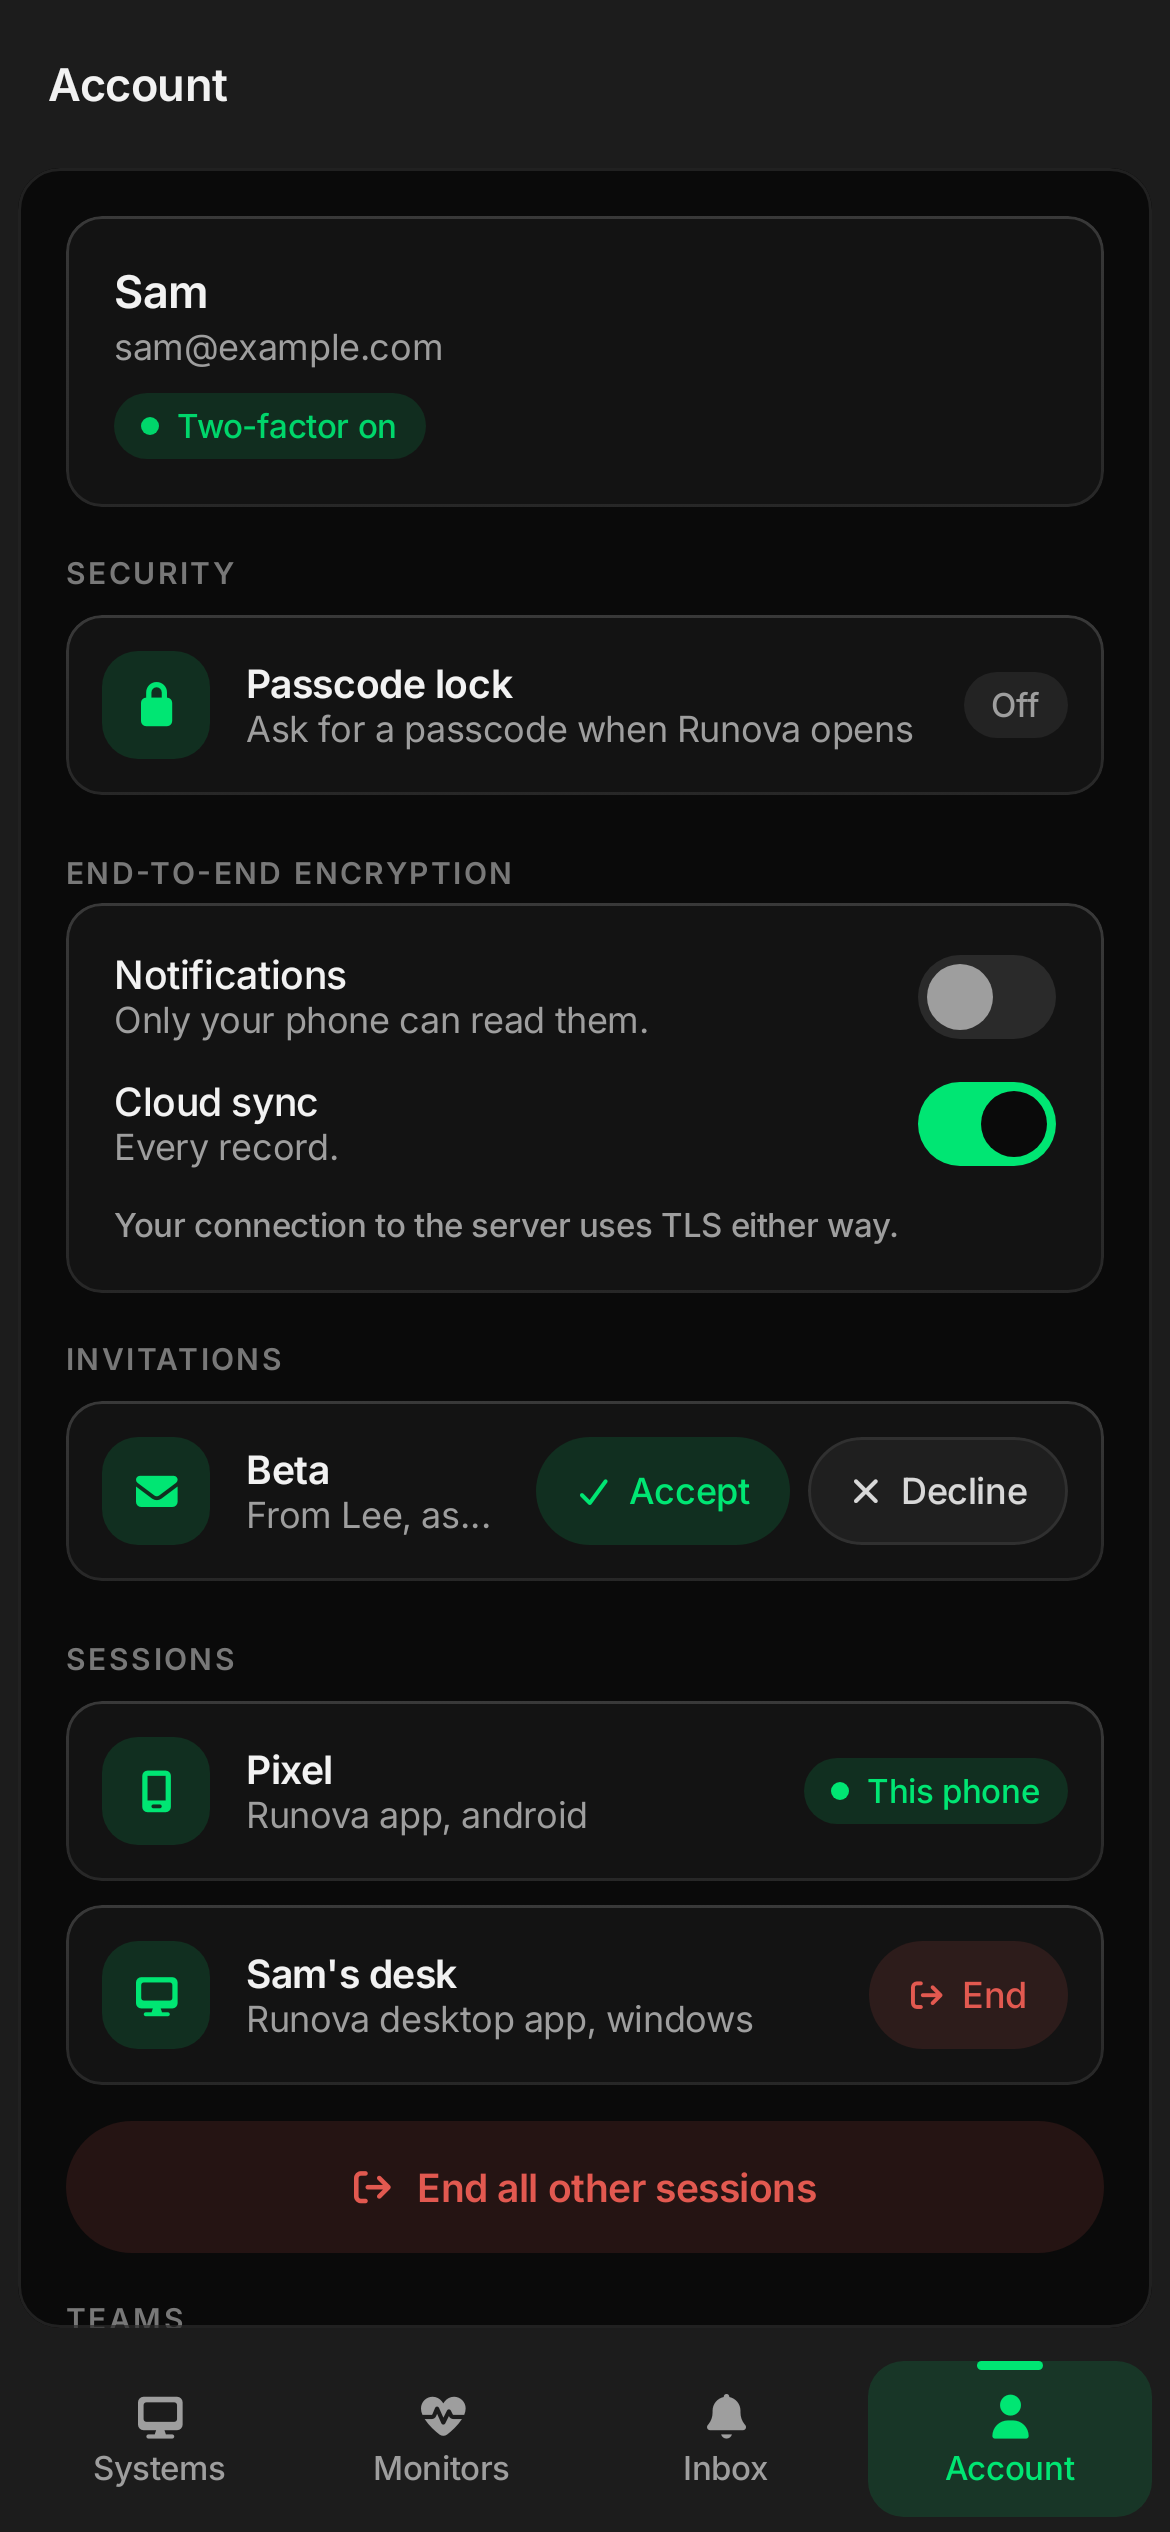 Account
Sam
sam@example.com
Two-factor on
SECURITY
Passcode lock
Ask for a passcode when Runova opens
Off
END-TO-END ENCRYPTION
Notifications
Only your phone can read them.
Cloud sync
Every record.
Your connection to the server uses TLS either way.
INVITATIONS
Beta
From Lee, as...
Accept
Decline
SESSIONS
Pixel
Runova app, android
This phone
Sam's desk
Runova desktop app, windows
End
End all other sessions
TEAMS
Systems
Monitors
Inbox
Account